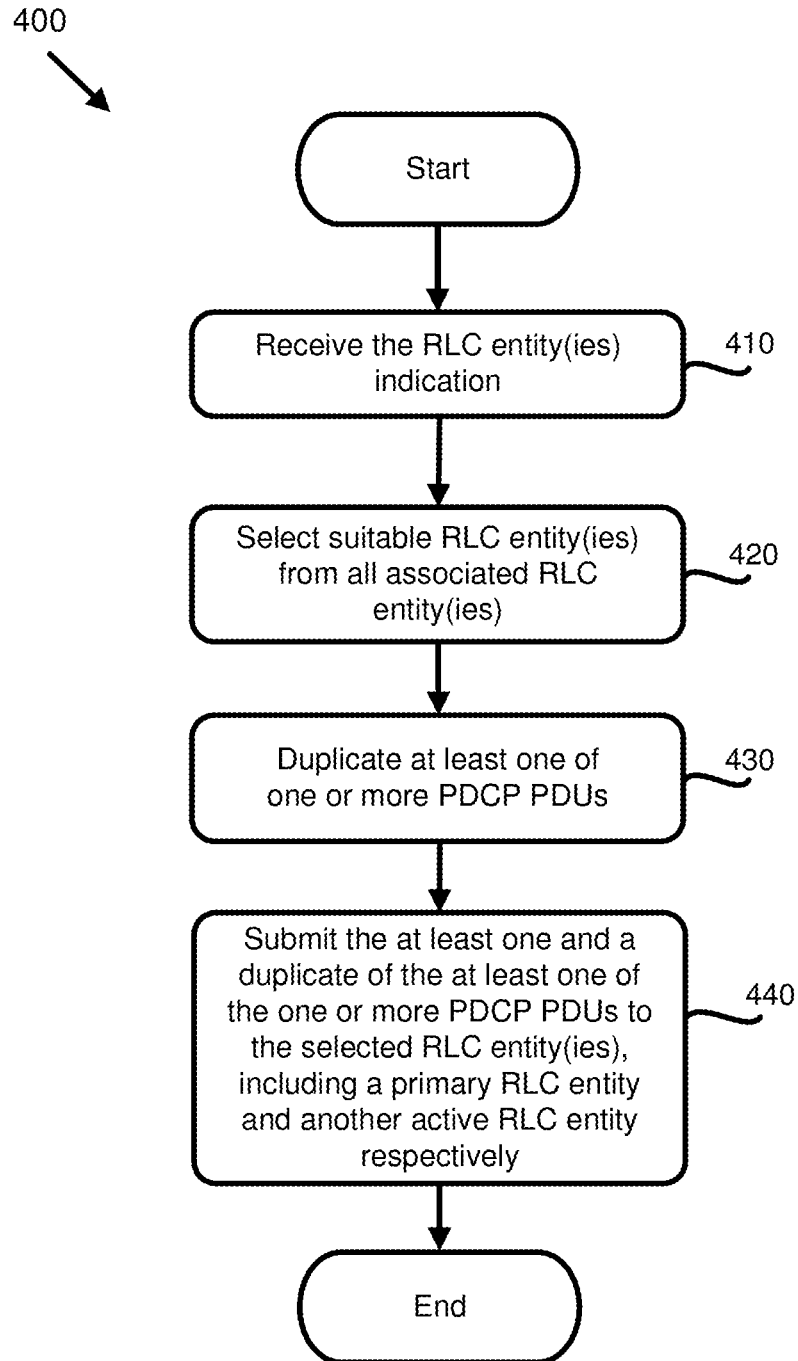 400
Start
Receive the RLC entity(ies)
indication
410
Select suitable RLC entity(ies)
from all associated RLC
entity(ies)
420
Duplicate at least one of
one or more PDCP PDUs
430
Submit the at least one and a
duplicate of the at least one of
the one or more PDCP PDUs to
the selected RLC entity(ies),
including a primary RLC entity
and another active RLC entity
respectively
440
End